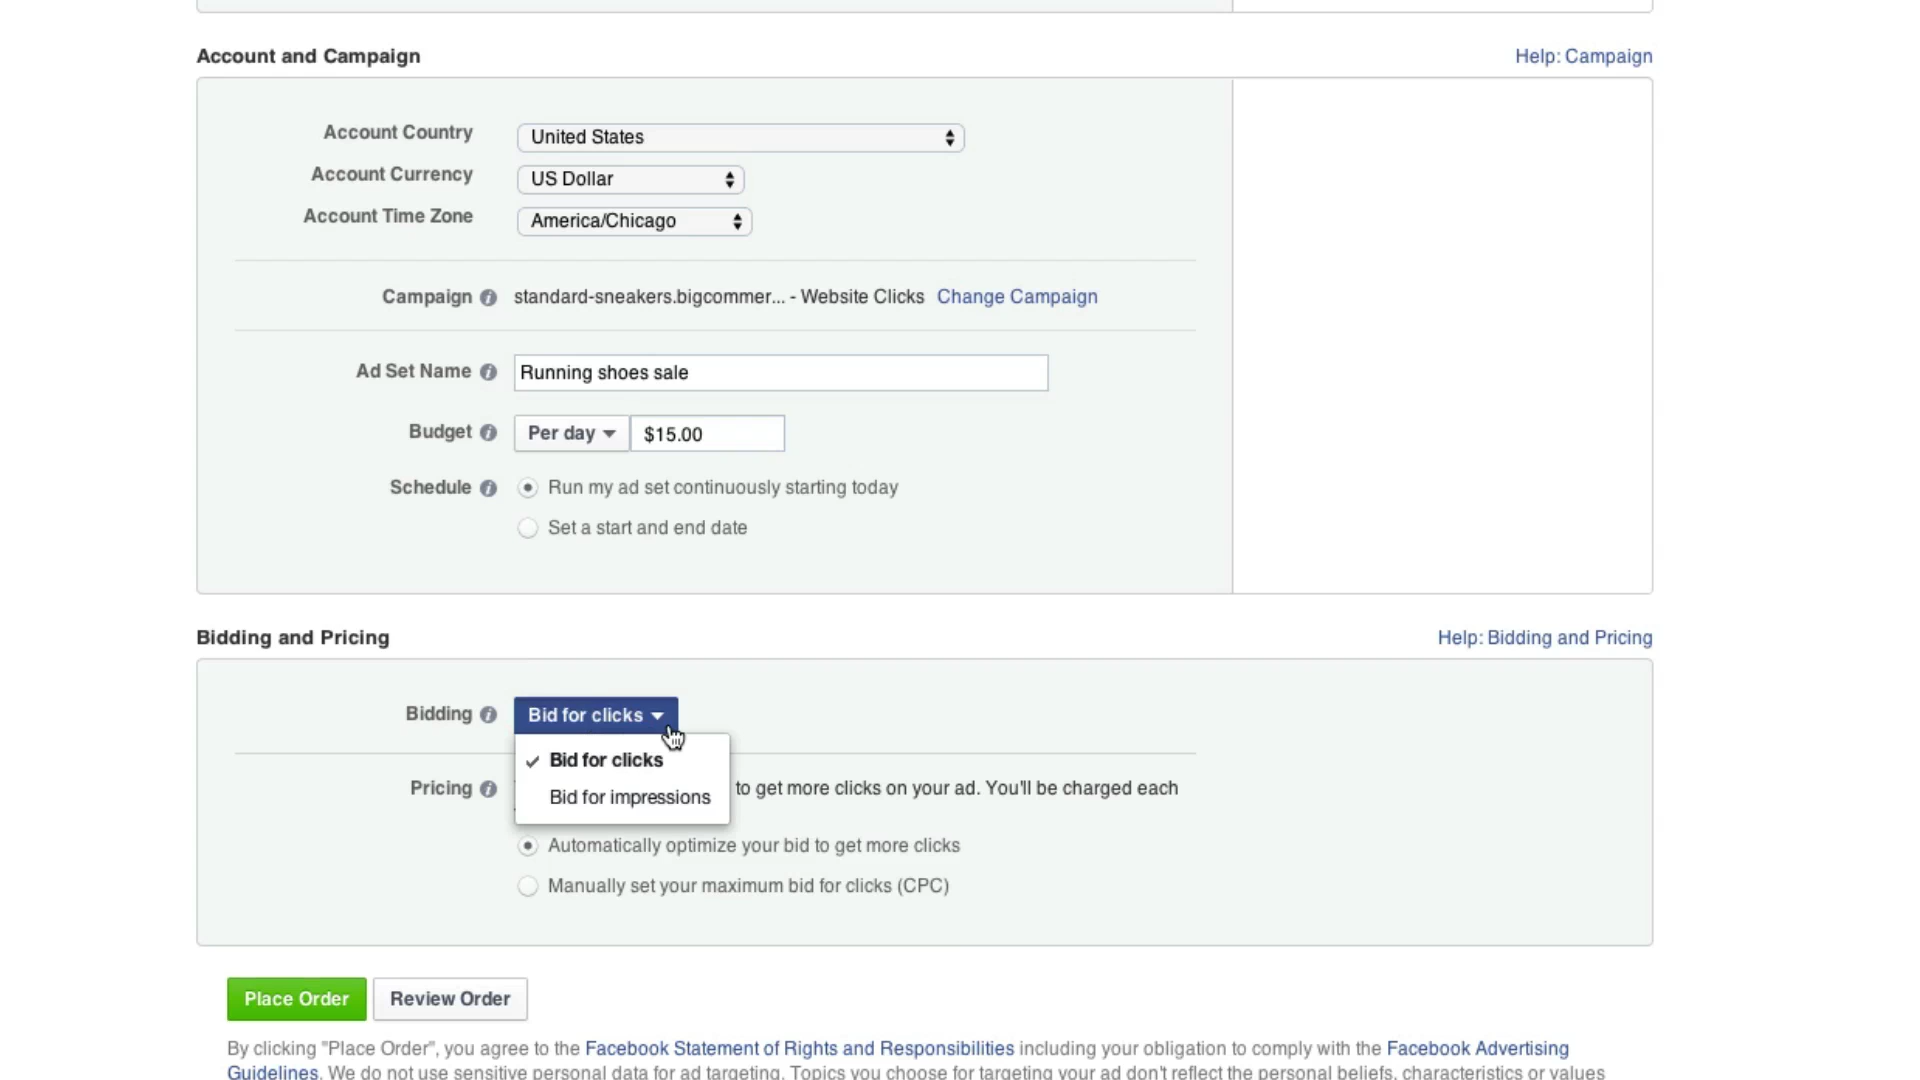 Account and Campaign
Help: Campaign
Account Country
United States
Account Currency
US Dollar
Account Time Zone
America/Chicago
Campaign
standard-sneakers.bigcommer... - Website Clicks Change Campaign
Ad Set Name
Running shoes sale
Budget
Per day
$15.00
Schedule
Run my ad set continuously starting today
Set a start and end date
Bidding and Pricing
Help: Bidding and Pricing
Bidding
Bid for clicks
Bid for clicks
Bid for impressions
Pricing
to get more clicks on your ad. You'll be charged each
Automatically optimize your bid to get more clicks
Manually set your maximum bid for clicks (CPC)
Place Order
Review Order
By clicking "Place Order", you agree to the Facebook Statement of Rights and Responsibilities including your obligation to comply with the Facebook Advertising
Guidelines. We do not use sensitive personal data for ad targeting. Topics you choose for targeting your ad don't reflect the personal beliefs, characteristics or values